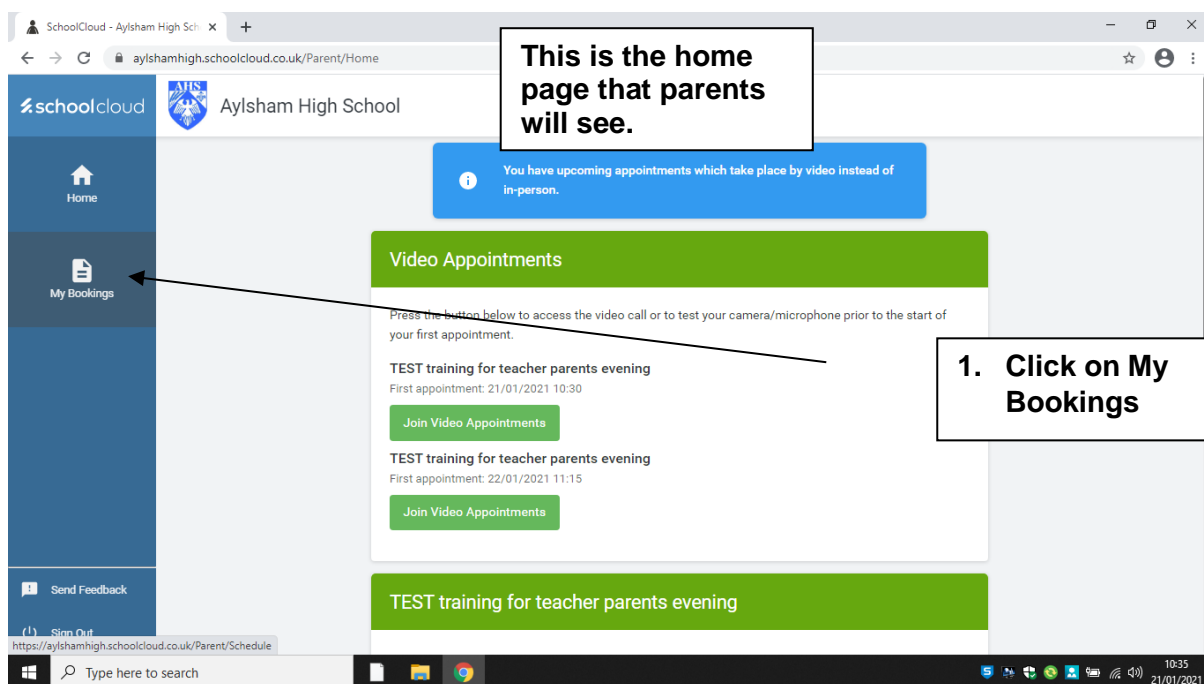 SchoolCloud - Aylsham High Sch
aylshamhigh.schoolcloud.co.uk/Parent/Home
This is the home
page that parents
will see.
schoolcloud
AHS
Aylsham High School
You have upcoming appointments which take place by video instead of
in-person.
Home
My Bookings
Video Appointments
Press the button below to access the video call or to test your camera/microphone prior to the start of
your first appointment.
TEST training for teacher parents evening
First appointment: 21/01/2021 10:30
Join Video Appointments
TEST training for teacher parents evening
First appointment: 22/01/2021 11:15
Join Video Appointments
1. Click on My
Bookings
Send Feedback
TEST training for teacher parents evening
Sign Out
https://aylshamhigh.schoolcloud.co.uk/Parent/Schedule
Type here to search
10:35
21/01/2021